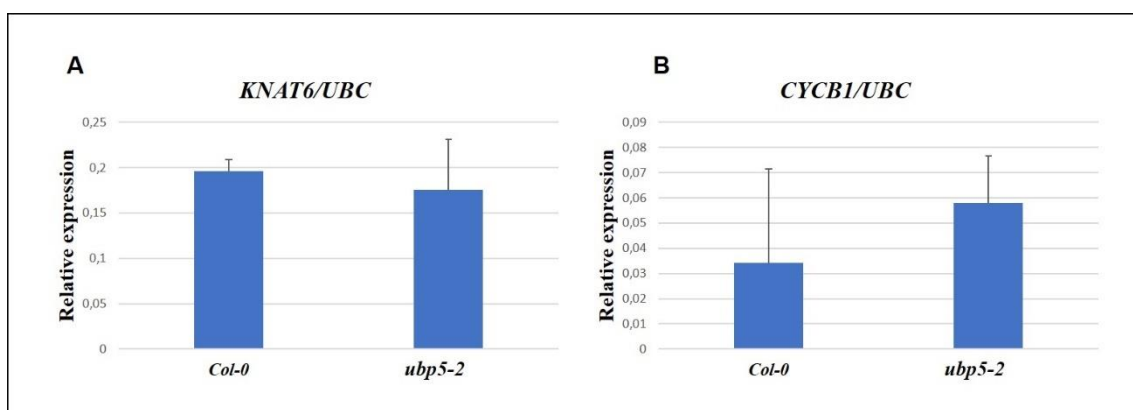 A
KNAT6/UBC
Relative expression
0,25
0,2
0,15
0,1
0,05
0
Col-0 ubp5-2
B
CYCB1/UBC
Relative expression
0,09
0,08
0,07
0,06
0,05
0,04
0,03
0,02
0,01
0
Col-0 ubp5-2